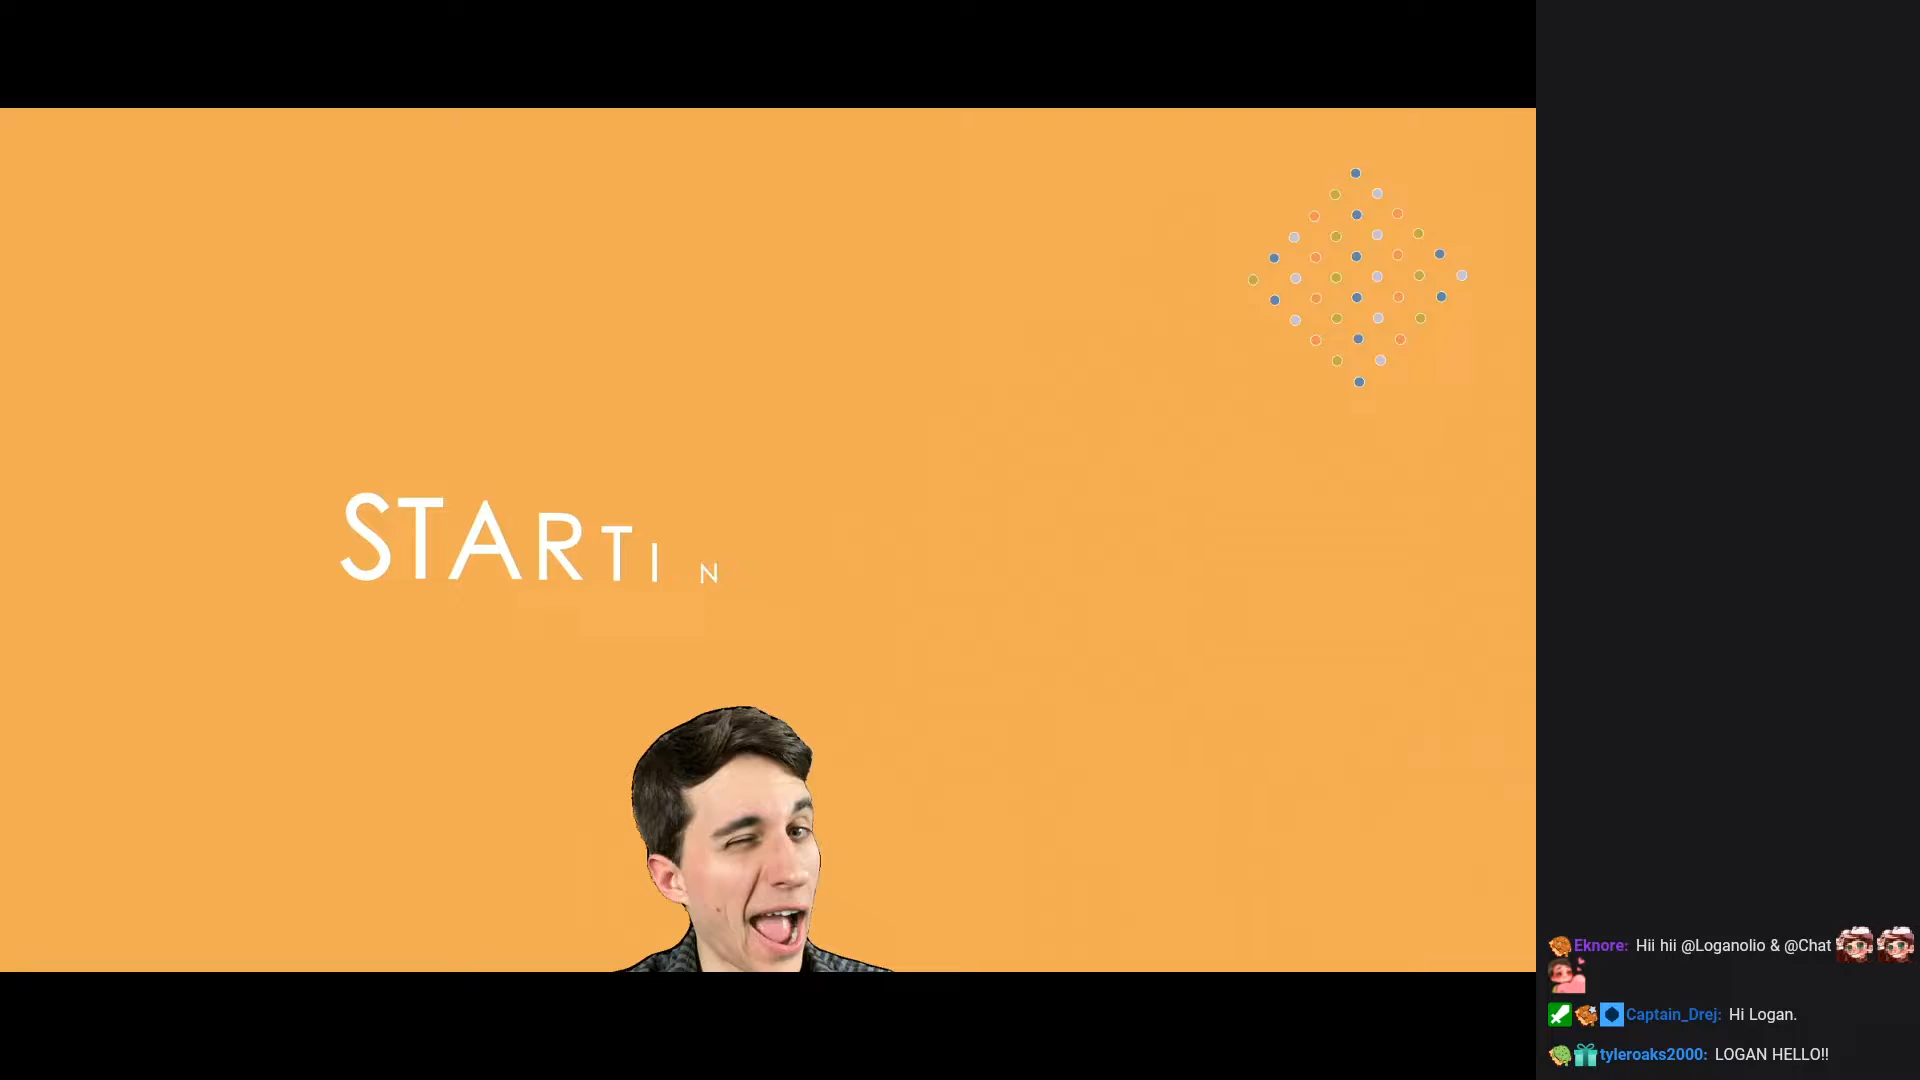 STARTIN
Eknore: Hii hii @Loganolio & @Chat
Captain_Drej: Hi Logan.
tyleroaks2000: LOGAN HELLO!!